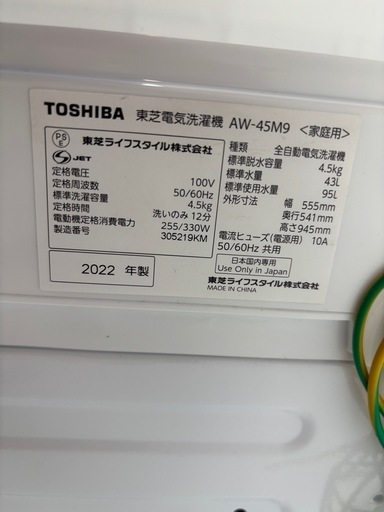 TOSHIBA 東芝電気洗濯機 AW-45M9 <家庭用>
PS
E
JET
東芝ライフスタイル株式会社
定格電圧 100V
定格周波数 50/60Hz
標準洗濯容量 4.5kg
定格時間 洗いのみ 12分
電動機定格消費電力 255/330W
製造番号 305219KM
2022 年製
種類 全自動電気洗濯機
標準脱水容量 4.5kg
標準水量 43L
標準使用水量 95L
外形寸法 幅 555mm
奥行541mm
高さ945mm
電流ヒューズ(電源用) 10A
50/60Hz 共用
日本国内専用
Use Only in Japan
東芝ライフスタイル株式会社
MADE IN CHINA